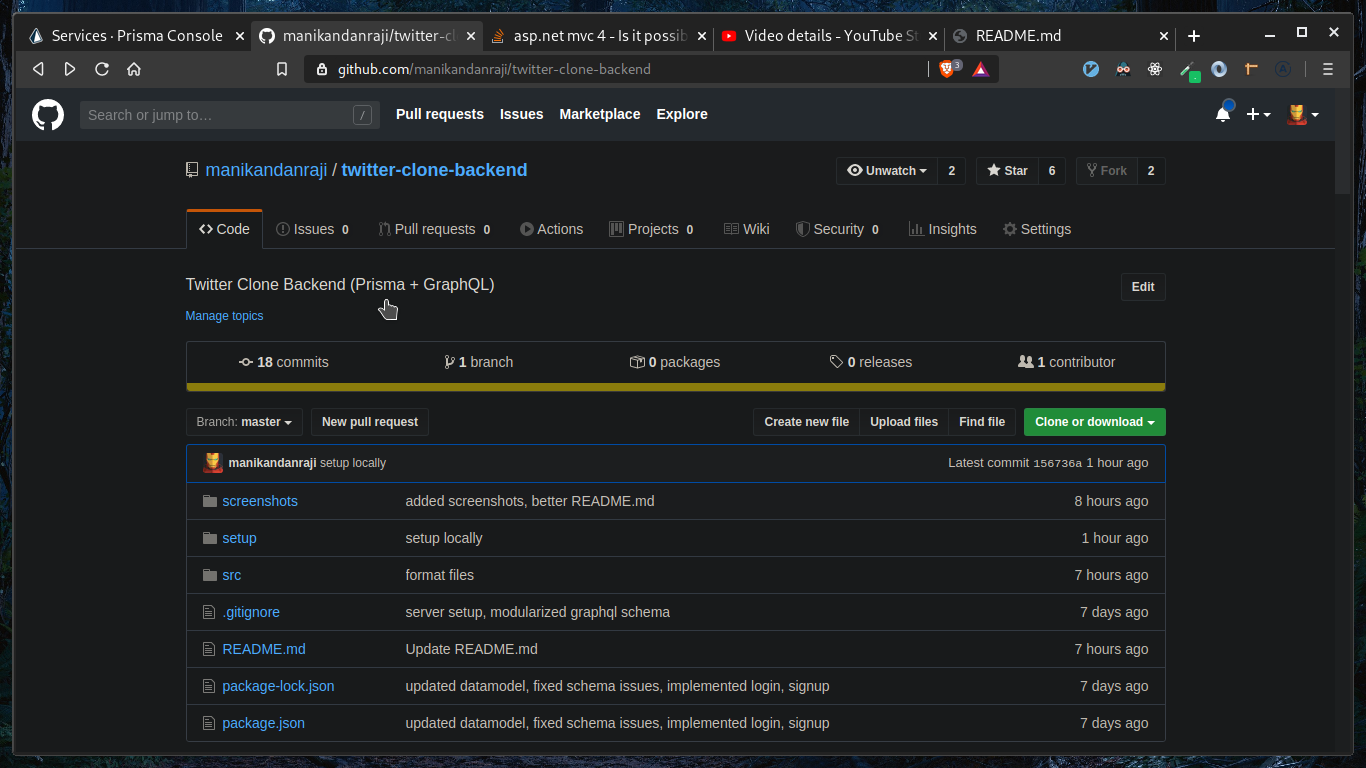 Services · Prisma Console
manikandanraji/twitter-cl
asp.net mvc 4 - Is it possib
Video details - YouTube St
README.md
github.com/manikandanraji/twitter-clone-backend
3
Search or jump to…
/
Pull requests Issues Marketplace Explore
manikandanraji / twitter-clone-backend
Unwatch 2 Star 6 Fork 2
Code Issues 0 Pull requests 0 Actions Projects 0 Wiki Security 0 Insights Settings
Twitter Clone Backend (Prisma + GraphQL)
Edit
Manage topics
18 commits 1 branch 0 packages 0 releases 1 contributor
Branch: master New pull request Create new file Upload files Find file Clone or download
manikandanraji setup locally Latest commit 156736a 1 hour ago
screenshots added screenshots, better README.md 8 hours ago
setup setup locally 1 hour ago
src format files 7 hours ago
.gitignore server setup, modularized graphql schema 7 days ago
README.md Update README.md 7 hours ago
package-lock.json updated datamodel, fixed schema issues, implemented login, signup 7 days ago
package.json updated datamodel, fixed schema issues, implemented login, signup 7 days ago